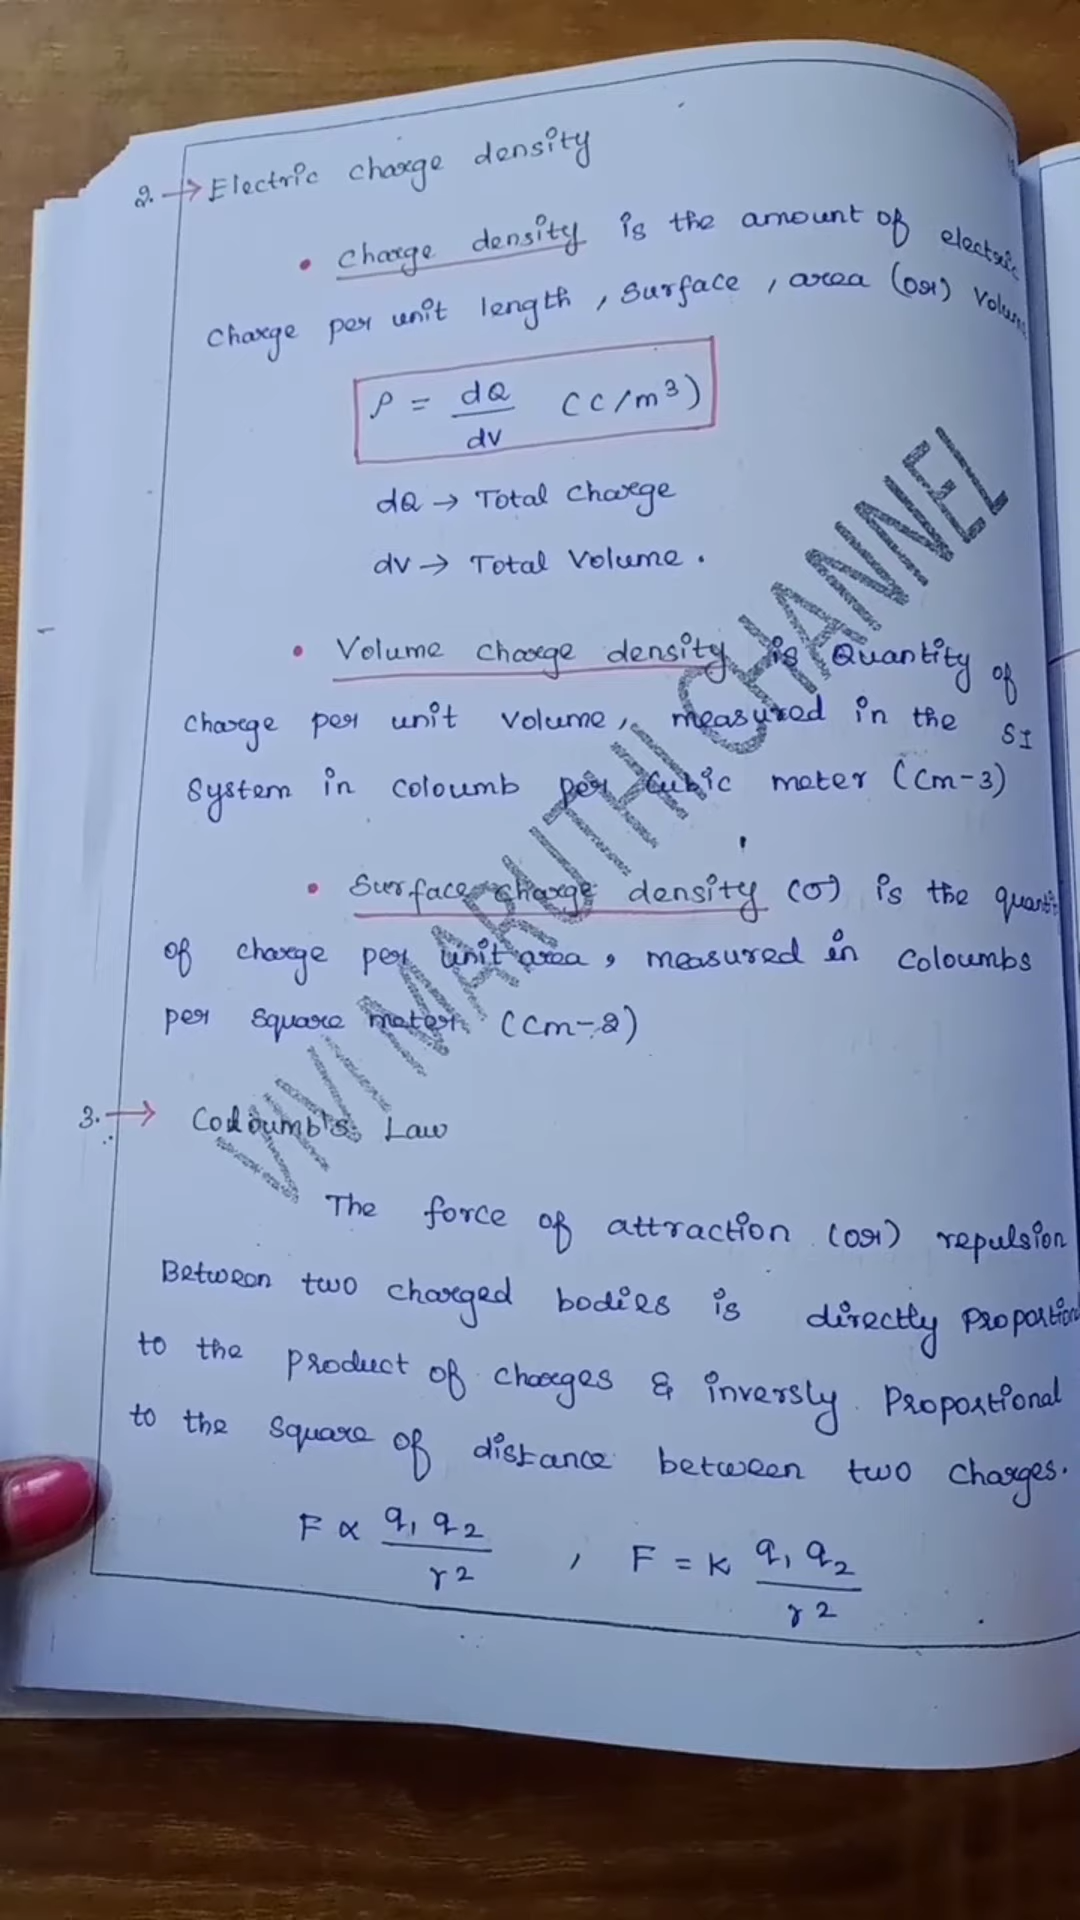 2. → Electric charge density
• Charge density is the amount of electric
charge per unit length, surface, area (or) Volum
ρ = dQ/dv (C/m3)
dQ → Total Charge
dv → Total Volume.
• Volume charge density is Quantity of
charge per unit volume, measured in the SI
System in coloumb per cubic meter (Cm-3)
• Surface charge density (σ) is the quanti
of charge per unit area, measured in coloumbs
per square meter (Cm-2)
3. → Coloumb's Law
The force of attraction (or) repulsion
Between two charged bodies is directly proportion
to the product of charges & inversly proportional
to the square of distance between two charges.
F ∝ q1 q2/r2 , F = K q1 q2/r2
VIVI MARUTHI CHANNEL